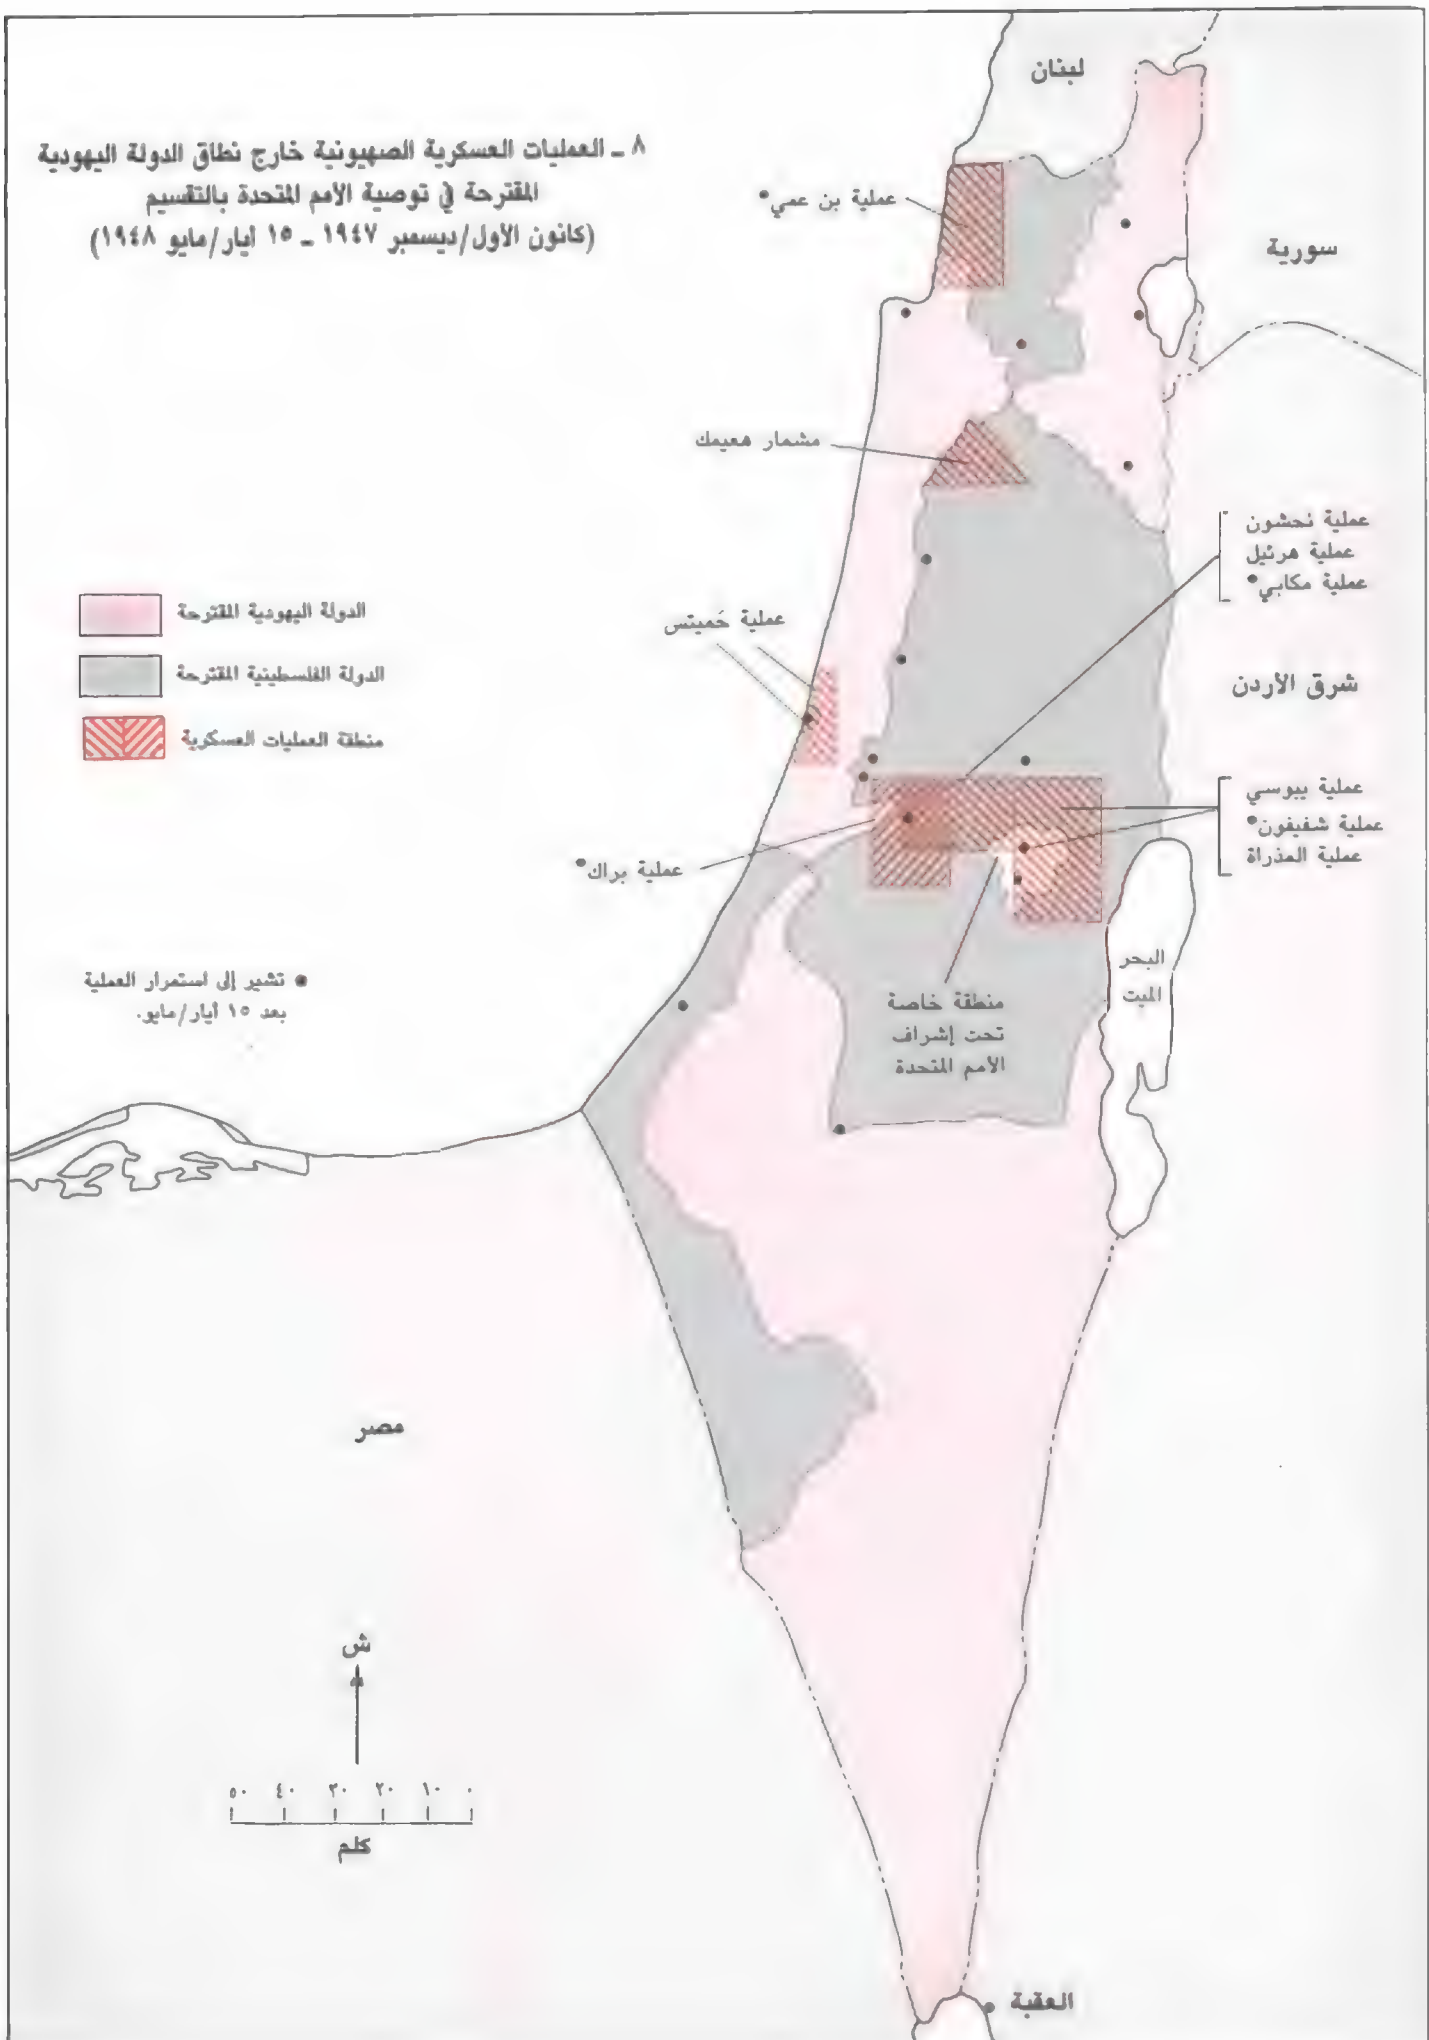 لبنان
٨ ـ العمليات العسكرية الصهيونية خارج نطاق الدولة اليهودية
المقترحة في توصية الأمم المتحدة بالتقسيم
(كانون الأول/ديسمبر ١٩٤٧ ـ ١٥ أيار/مايو ١٩٤٨)
عملية بن عمي•
سورية
مشمار هعيمك
عملية نحشون
عملية هرئيل
عملية مكابي•
الدولة اليهودية المقترحة
الدولة الفلسطينية المقترحة
منطقة العمليات العسكرية
عملية حَميتس
شرق الأردن
عملية يبوسي
عملية شفيفون•
عملية المذراة
عملية براك•
• تشير إلى استمرار العملية
بعد ١٥ أيار/مايو.
البحر
الميت
منطقة خاصة
تحت إشراف
الأمم المتحدة
مصر
ش
٥٠ ٤٠ ٣٠ ٢٠ ١٠ ٠
كلم
العقبة